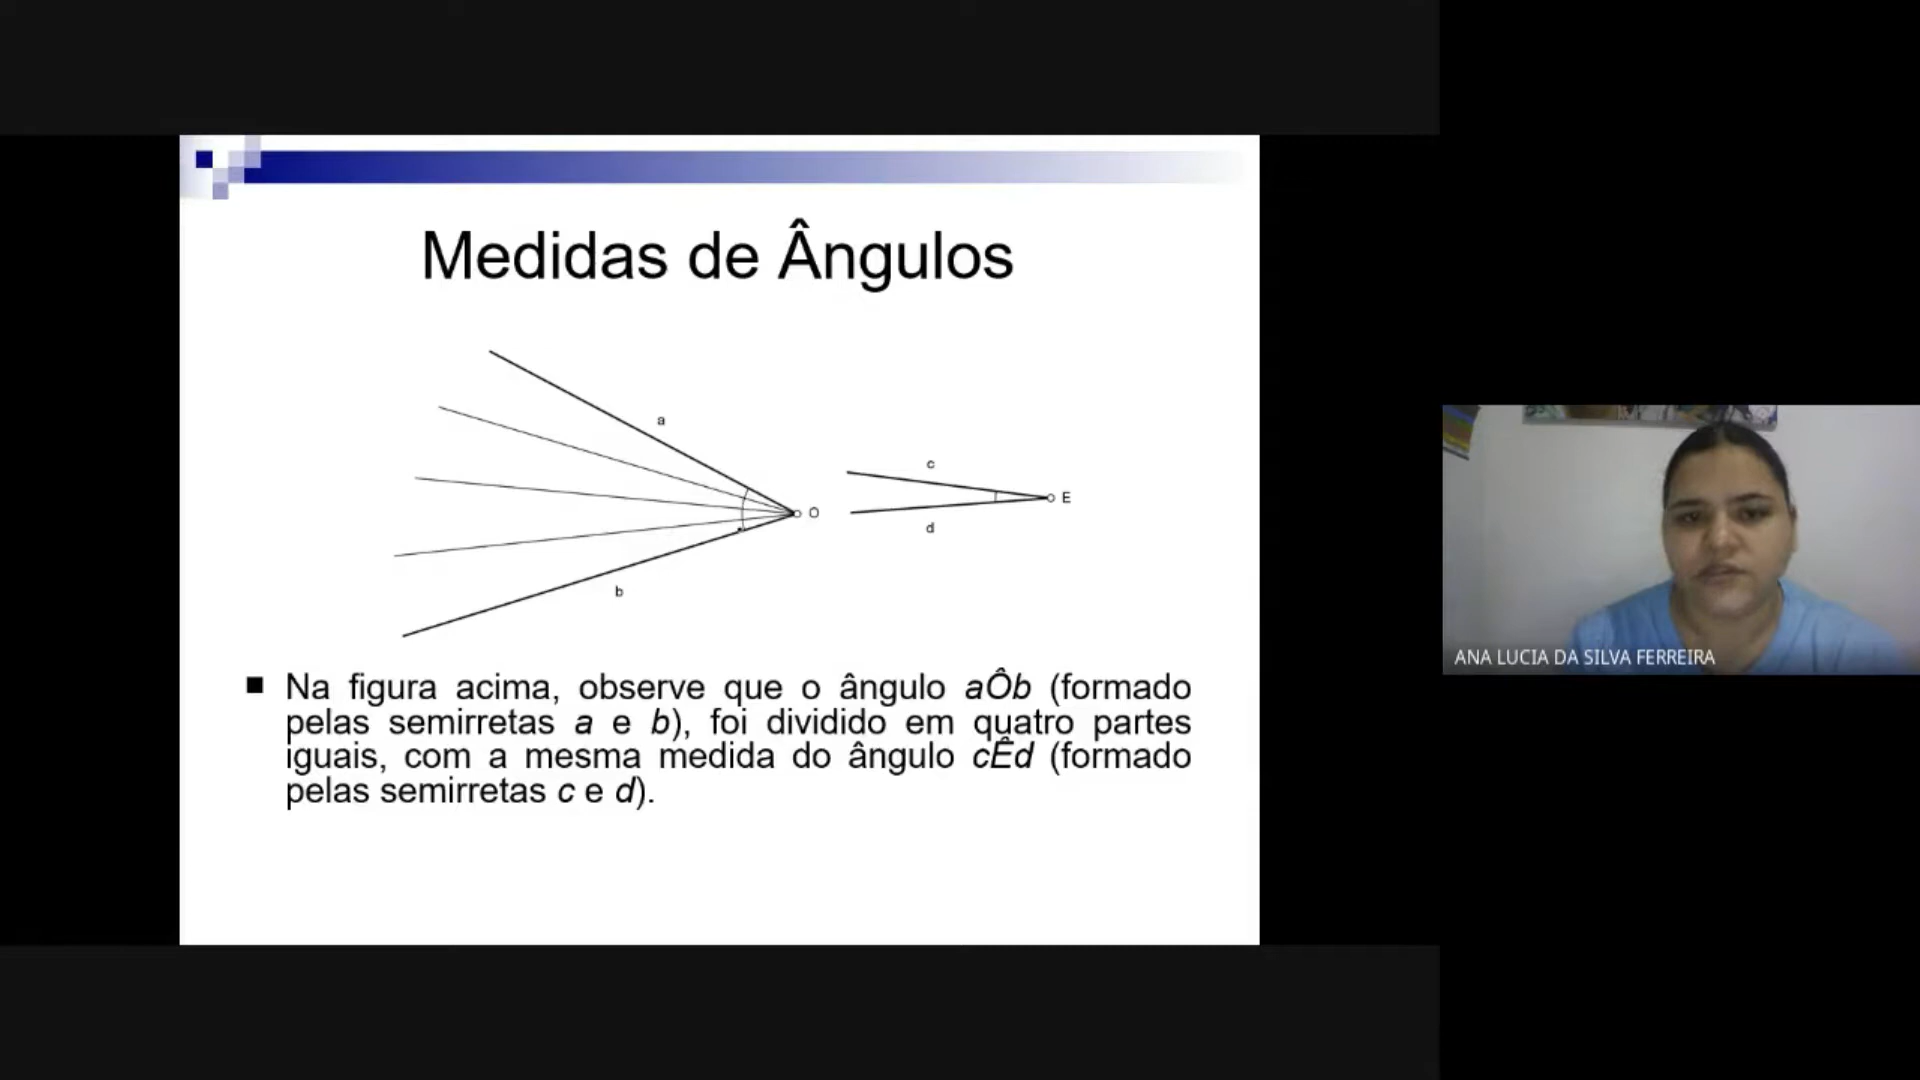 Medidas de Ângulos
a
c
E
O
d
b
Na figura acima, observe que o ângulo aÔb (formado
pelas semirretas a e b), foi dividido em quatro partes
iguais, com a mesma medida do ângulo cÊd (formado
pelas semirretas c e d).
ANA LUCIA DA SILVA FERREIRA